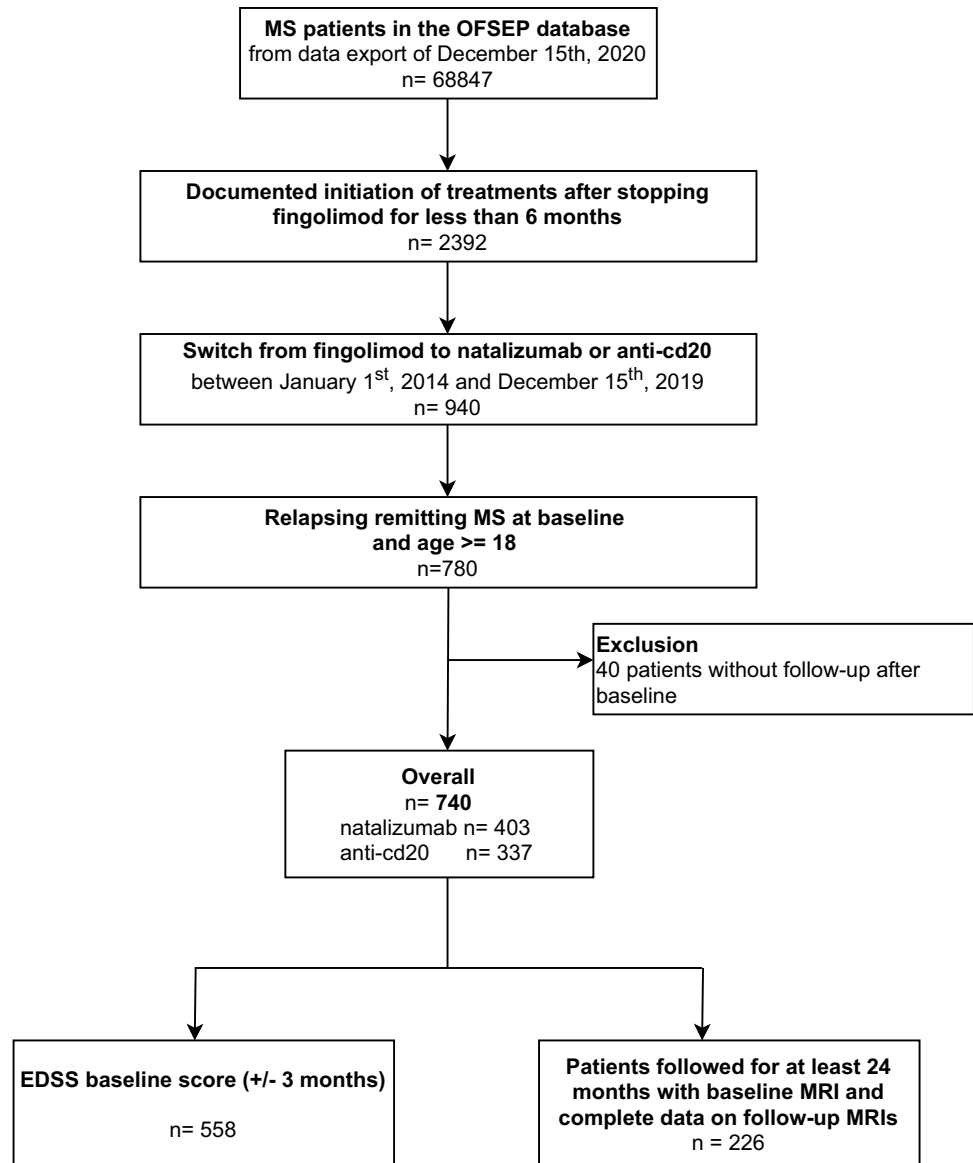 MS patients in the OFSEP database
from data export of December 15th, 2020
n= 68847
Documented initiation of treatments after stopping
fingolimod for less than 6 months
n= 2392
Switch from fingolimod to natalizumab or anti-cd20
between January 1st, 2014 and December 15th, 2019
n= 940
Relapsing remitting MS at baseline
and age >= 18
n=780
Exclusion
40 patients without follow-up after
baseline
Overall
n= 740
natalizumab n= 403
anti-cd20 n= 337
EDSS baseline score (+/- 3 months)
n= 558
Patients followed for at least 24
months with baseline MRI and
complete data on follow-up MRIs
n = 226